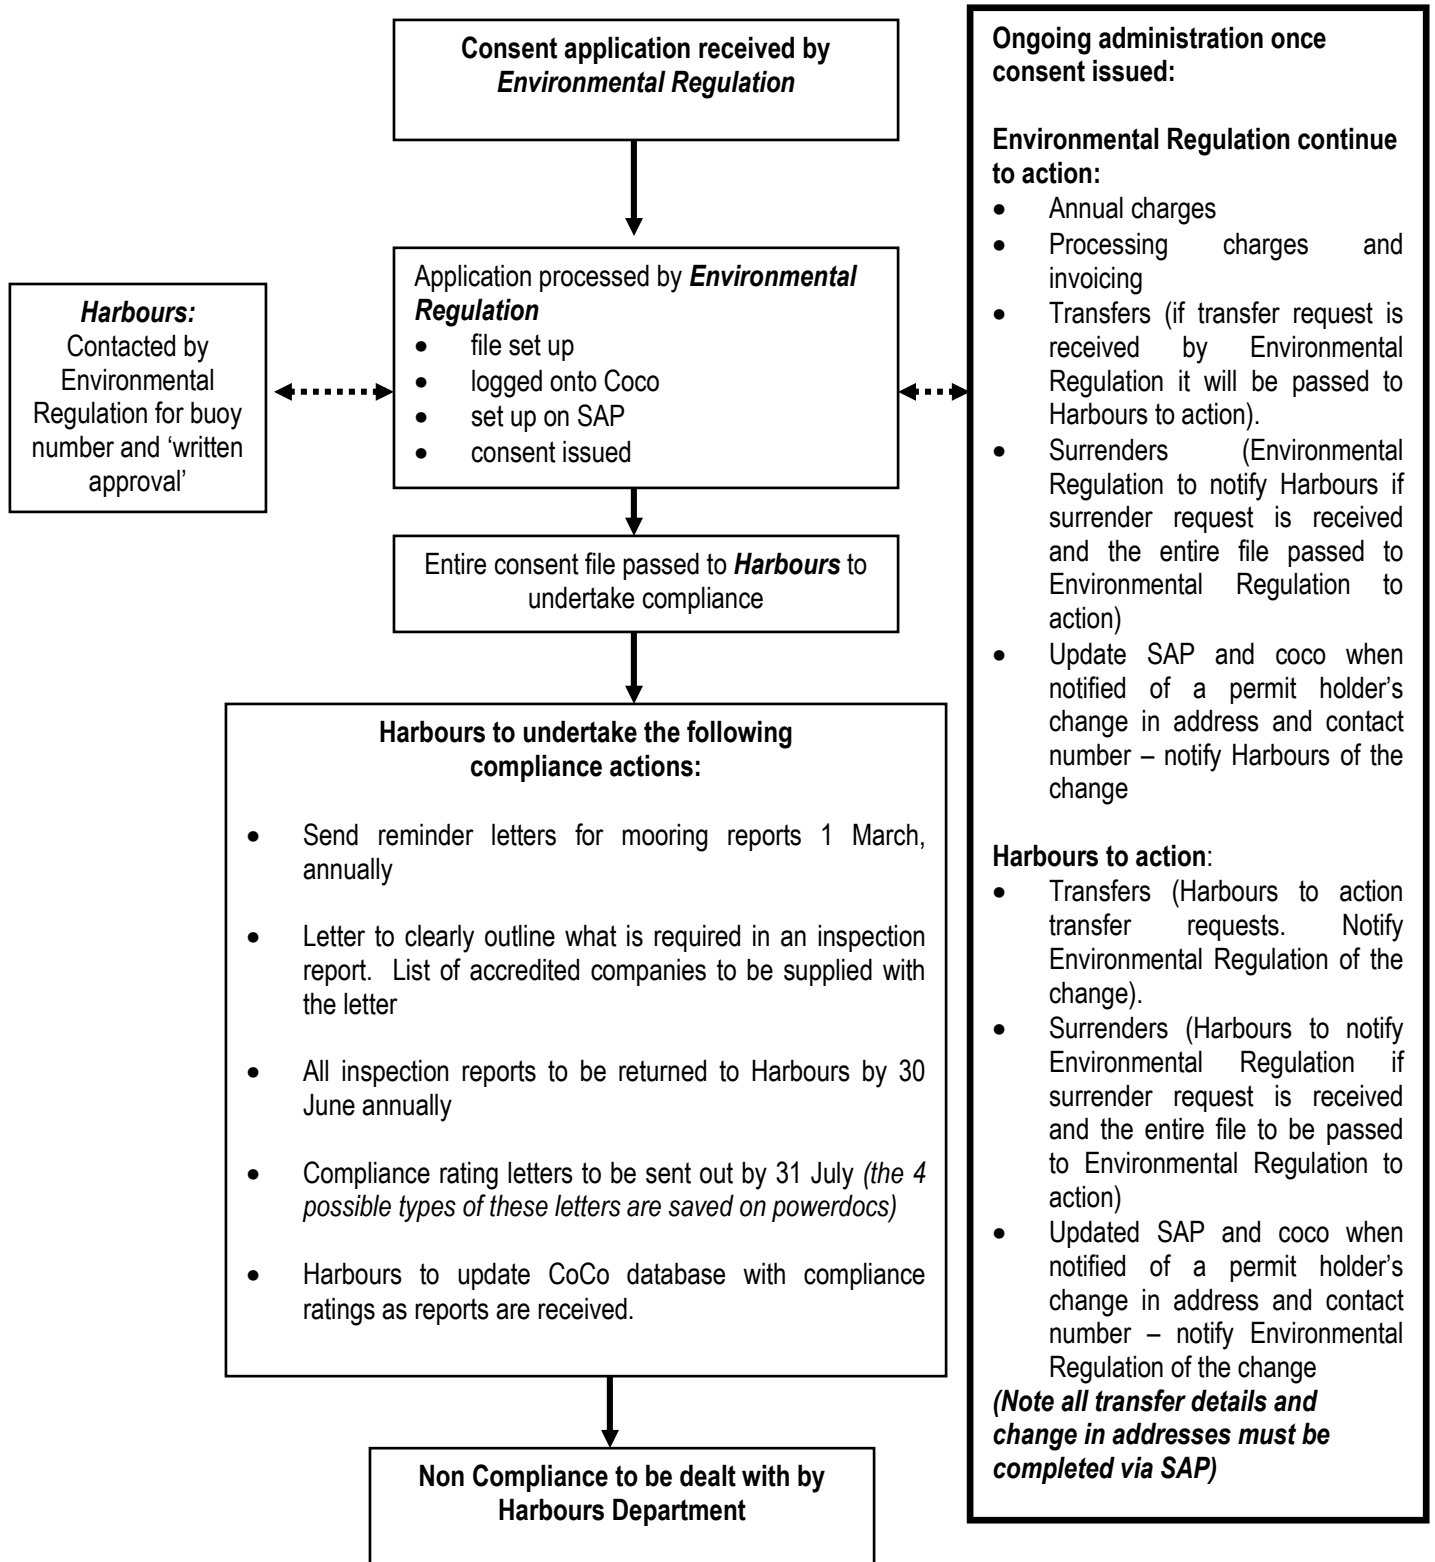 Consent application received by
Environmental Regulation
Application processed by Environmental
Regulation
• file set up
• logged onto Coco
• set up on SAP
• consent issued
Harbours:
Contacted by
Environmental
Regulation for buoy
number and ‘written
approval’
Entire consent file passed to Harbours to
undertake compliance
Harbours to undertake the following
compliance actions:
• Send reminder letters for mooring reports 1 March,
annually
• Letter to clearly outline what is required in an inspection
report. List of accredited companies to be supplied with
the letter
• All inspection reports to be returned to Harbours by 30
June annually
• Compliance rating letters to be sent out by 31 July (the 4
possible types of these letters are saved on powerdocs)
• Harbours to update CoCo database with compliance
ratings as reports are received.
Non Compliance to be dealt with by
Harbours Department
Ongoing administration once
consent issued:
Environmental Regulation continue
to action:
• Annual charges
• Processing charges and
invoicing
• Transfers (if transfer request is
received by Environmental
Regulation it will be passed to
Harbours to action).
• Surrenders (Environmental
Regulation to notify Harbours if
surrender request is received
and the entire file passed to
Environmental Regulation to
action)
• Update SAP and coco when
notified of a permit holder’s
change in address and contact
number – notify Harbours of the
change
Harbours to action:
• Transfers (Harbours to action
transfer requests. Notify
Environmental Regulation of the
change).
• Surrenders (Harbours to notify
Environmental Regulation if
surrender request is received
and the entire file to be passed
to Environmental Regulation to
action)
• Updated SAP and coco when
notified of a permit holder’s
change in address and contact
number – notify Environmental
Regulation of the change
(Note all transfer details and
change in addresses must be
completed via SAP)